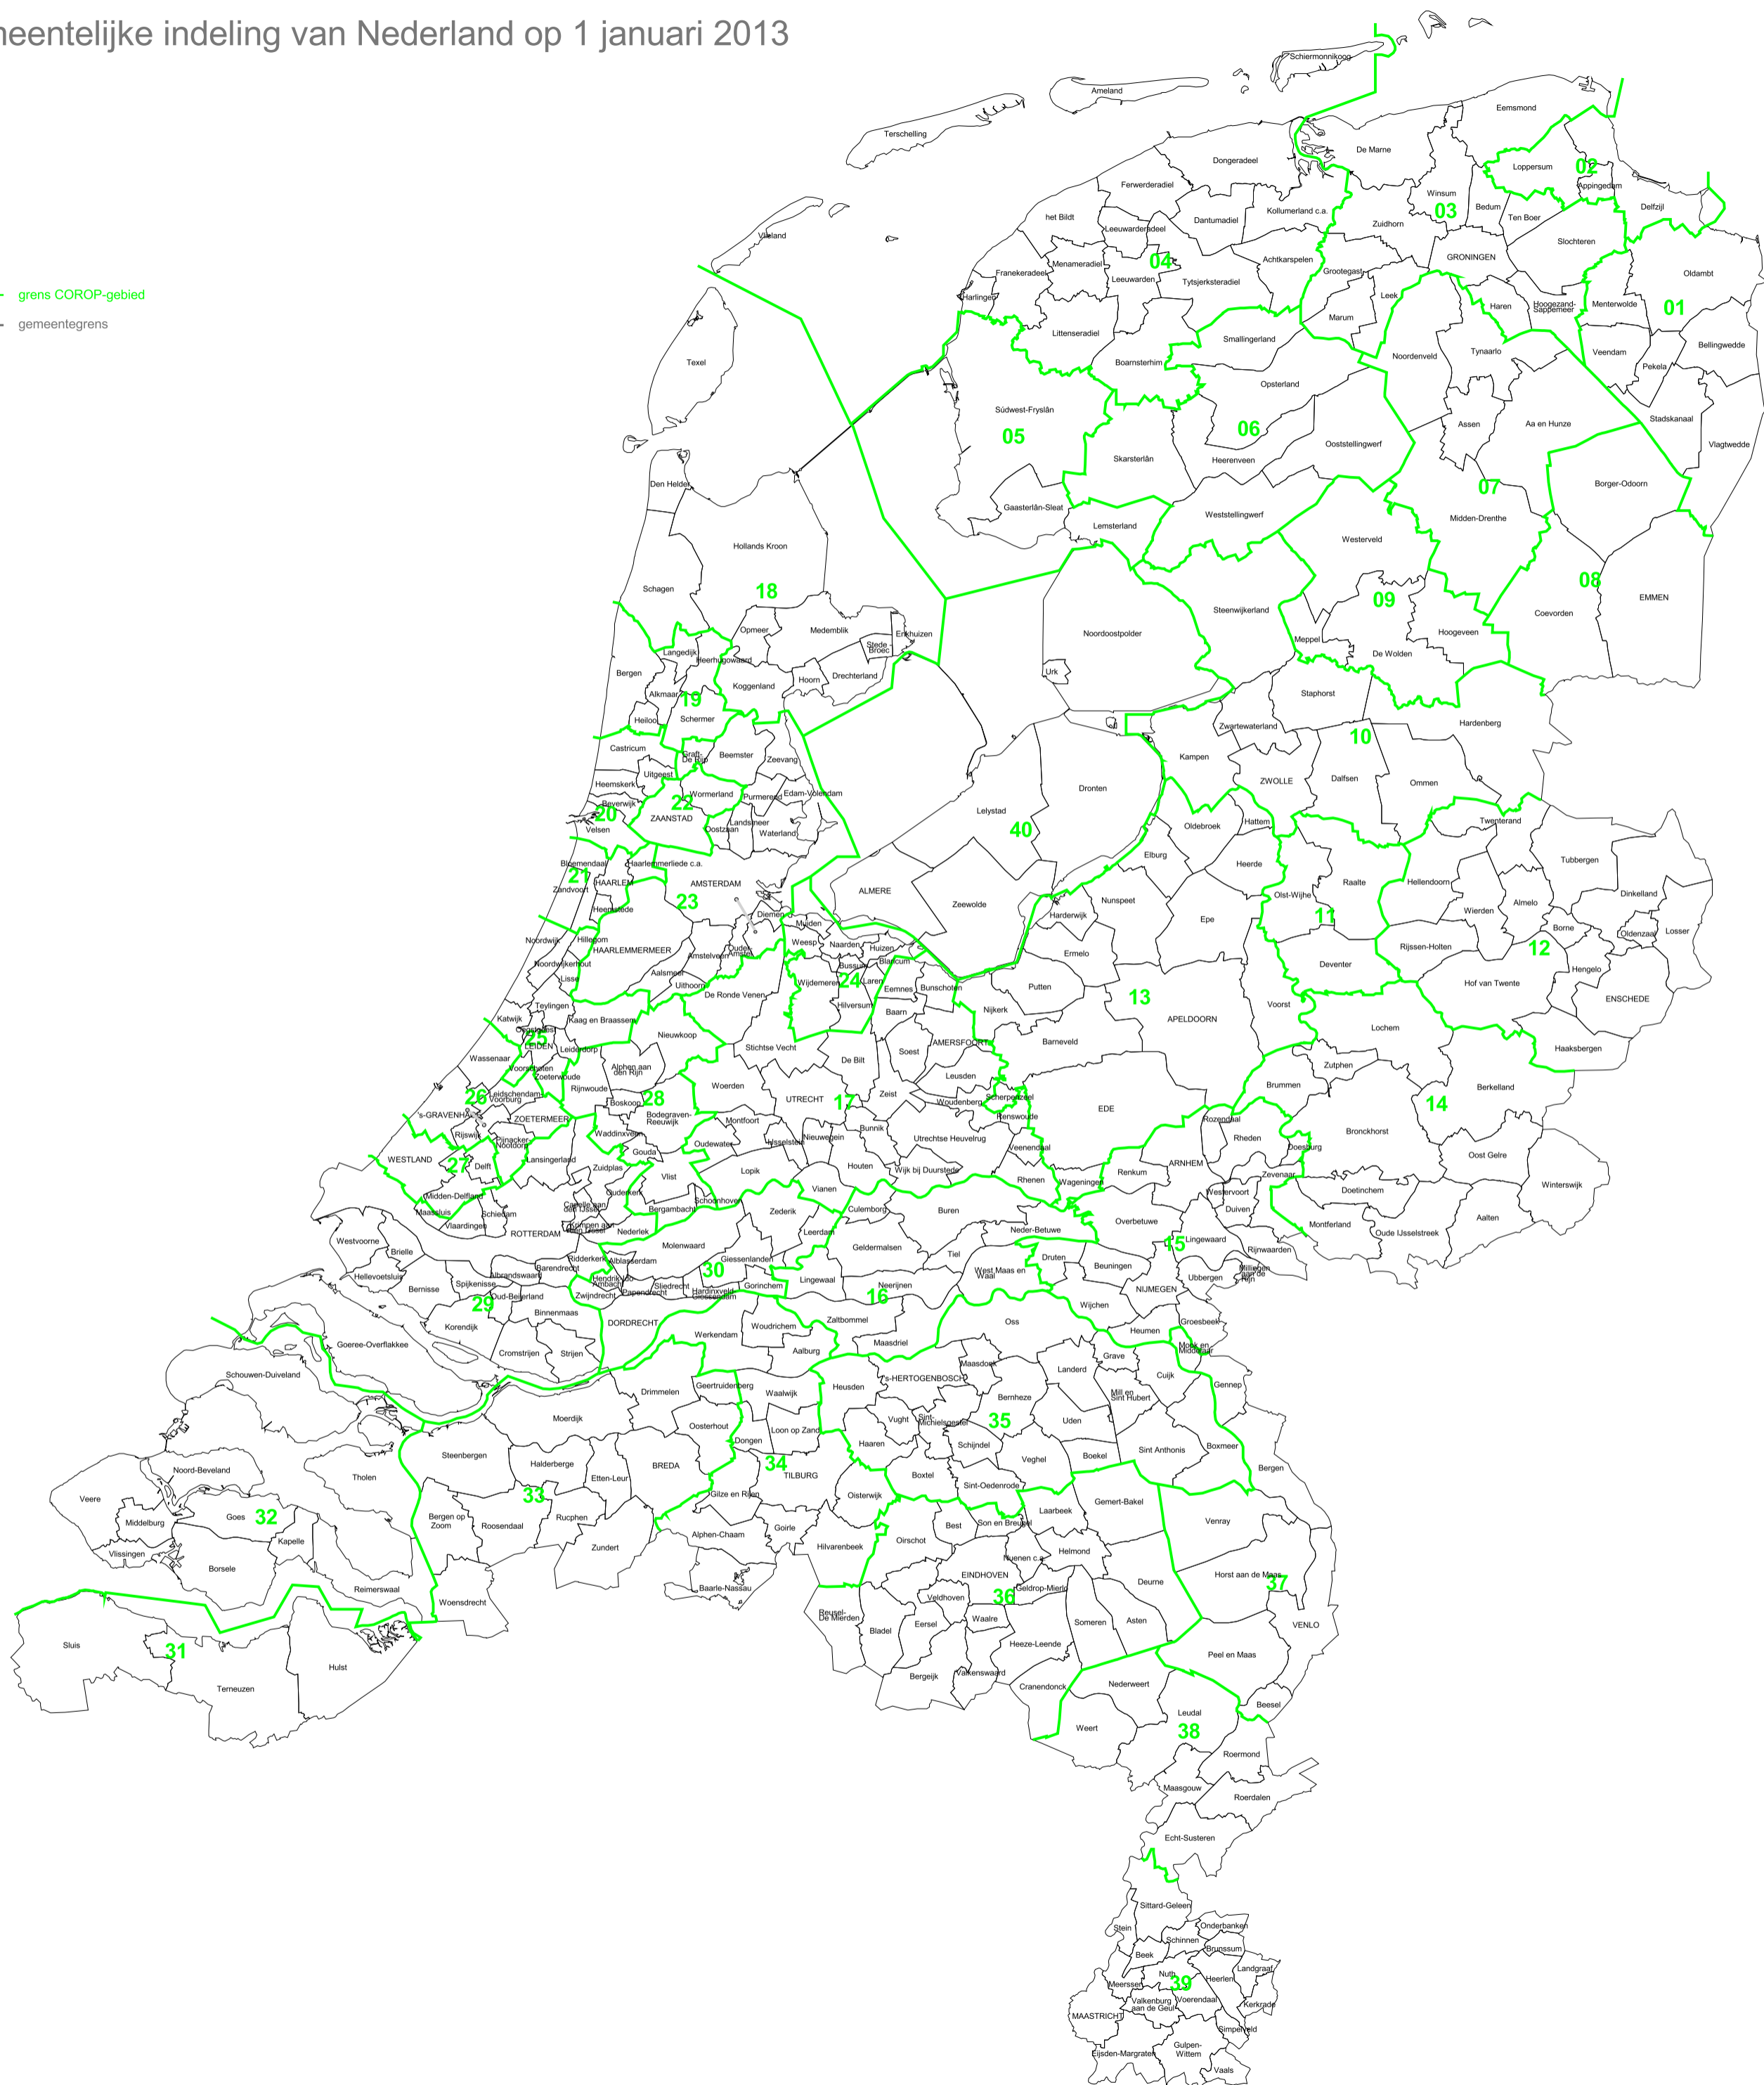 neentelijke indeling van Nederland op 1 januari 2013
grens COROP-gebied
gemeentegrens
Schiermonnikoog
Ameland
Terschelling
Vlieland
Texel
Eemsmond
De Marne
Dongeradeel
Loppersum
02
Appingedam
Ferwerderadiel
Winsum
03
Bedum
Delfzijl
het Bildt
Dantumadiel
Kollumerland c.a.
Zuidhorn
Ten Boer
Leeuwarderadeel
Slochteren
Menameradiel
04
Achtkarspelen
GRONINGEN
Franekeradeel
Leeuwarden
Tytsjerksteradiel
Grootegast
Oldambt
Harlingen
Leek
Haren
Hoogezand-
Sappemeer
Menterwolde
01
Littenseradiel
Marum
Smallingerland
Bellingwedde
Boarnsterhim
Noordenveld
Tynaarlo
Veendam
Pekela
Opsterland
Súdwest-Fryslân
05
06
Assen
Aa en Hunze
Stadskanaal
Vlagtwedde
Skarsterlân
Heerenveen
Ooststellingwerf
07
Borger-Odoorn
Den Helder
Gaasterlân-Sleat
Lemsterland
Weststellingwerf
Midden-Drenthe
Westerveld
Hollands Kroon
Schagen
18
09
08
EMMEN
Steenwijkerland
Coevorden
Opmeer
Medemblik
Enkhuizen
Stede -
Broec
Noordoostpolder
Meppel
Hoogeveen
De Wolden
Langedijk
Heerhugowaard
Bergen
Koggenland
Hoorn
Drechterland
Urk
Alkmaar
19
Staphorst
Heiloo
Schermer
Zwartewaterland
10
Hardenberg
Castricum
Graft-
De Rijp
Beemster
Zeevang
Kampen
Uitgeest
ZWOLLE
Dalfsen
Ommen
Heemskerk
Wormerland
Purmerend
Edam-Volendam
Dronten
Beverwijk
22
20
ZAANSTAD
Landsmeer
Lelystad
Velsen
Oostzaan
Waterland
40
Oldebroek
Hattem
Twenterand
Bloemendaal
Haarlemmerliede c.a.
Elburg
Heerde
Tubbergen
21
HAARLEM
AMSTERDAM
Zandvoort
ALMERE
Raalte
Hellendoorn
Dinkelland
23
Zeewolde
Nunspeet
Olst-Wijhe
Almelo
Heemstede
Diemen
Harderwijk
Epe
11
Wierden
Muiden
Borne
Oldenzaal
Losser
Noordwijk
Hillegom
HAARLEMMERMEER
Ouder-
Amstel
Weesp
Naarden
Huizen
Rijssen-Holten
12
Amstelveen
Ermelo
Noordwijkerhout
Bussum
Blaricum
Deventer
Hengelo
Lisse
Aalsmeer
24
Wijdemeren
Laren
Uithoorn
Eemnes
Bunschoten
Putten
Hof van Twente
De Ronde Venen
13
ENSCHEDE
Teylingen
Hilversum
Baarn
Nijkerk
Voorst
Katwijk
Kaag en Braassem
APELDOORN
Lochem
Oegstgeest
25
Nieuwkoop
LEIDEN
Leiderdorp
Stichtse Vecht
AMERSFOORT
Barneveld
Soest
Haaksbergen
Wassenaar
De Bilt
Voorschoten
Alphen aan
den Rijn
Zutphen
Zoeterwoude
Leusden
Rijnwoude
Woerden
Brummen
Berkelland
26
Leidschendam-
Voorburg
Zeist
Scherpenzeel
Boskoop
28
UTRECHT
17
Woudenberg
EDE
14
's-GRAVENHAGE
ZOETERMEER
Bodegraven-
Reeuwijk
Montfoort
Renswoude
Rozendaal
Rijswijk
Waddinxveen
Bunnik
Bronckhorst
Pijnacker-
Nootdorp
Oudewater
IJsselstein
Nieuwegein
Utrechtse Heuvelrug
Rheden
Doesburg
WESTLAND
27
Delft
Lansingerland
Gouda
Veenendaal
Oost Gelre
Zuidplas
ARNHEM
Vlist
Lopik
Houten
Wijk bij Duurstede
Renkum
Zevenaar
Rhenen
Wageningen
Winterswijk
Midden-Delfland
Ouderkerk
Vianen
Westervoort
Doetinchem
Schoonhoven
Maassluis
Capelle aan
den IJssel
Bergambacht
Culemborg
Buren
Duiven
Schiedam
Zederik
Aalten
Vlaardingen
Krimpen aan
den IJssel
Overbetuwe
Montferland
ROTTERDAM
Nederlek
Leerdam
Neder-Betuwe
Oude IJsselstreek
Westvoorne
Molenwaard
Geldermalsen
15
Lingewaard
Brielle
Ridderkerk
Alblasserdam
Giessenlanden
Tiel
Druten
Rijnwaarden
Barendrecht
30
Hellevoetsluis
Albrandswaard
Hendrik-Ido-
Ambacht
West Maas en
Waal
Beuningen
Ubbergen
Millingen
aan de
Rijn
Spijkenisse
Sliedrecht
Gorinchem
Lingewaal
Neerijnen
Bernisse
Zwijndrecht
Papendrecht
Hardinxveld-
Giessendam
NIJMEGEN
29
Oud-Beijerland
16
Wijchen
Binnenmaas
Zaltbommel
Oss
Groesbeek
Korendijk
DORDRECHT
Woudrichem
Heumen
Werkendam
Maasdriel
Goeree-Overflakkee
Cromstrijen
Strijen
Aalburg
Mook en
Middelaar
Grave
Maasdonk
Landerd
Schouwen-Duiveland
Cuijk
's-HERTOGENBOSCH
Geertruidenberg
Heusden
Gennep
Drimmelen
Waalwijk
Mill en
Sint Hubert
Bernheze
Moerdijk
Vught
Sint-
Michielsgestel
35
Uden
Oosterhout
Loon op Zand
Dongen
Haaren
Schijndel
Boxmeer
Sint Anthonis
Steenbergen
Veghel
Boekel
Halderberge
34
BREDA
Bergen
Noord-Beveland
TILBURG
Boxtel
Tholen
Etten-Leur
Sint-Oedenrode
33
Gilze en Rijen
Oisterwijk
Veere
Gemert-Bakel
Laarbeek
Goes
32
Bergen op
Zoom
Rucphen
Middelburg
Roosendaal
Goirle
Best
Son en Breugel
Venray
Alphen-Chaam
Kapelle
Oirschot
Zundert
Hilvarenbeek
Vlissingen
Helmond
Nuenen c.a.
Borsele
EINDHOVEN
Horst aan de Maas
37
Deurne
Reimerswaal
Baarle-Nassau
Geldrop-Mierlo
Woensdrecht
Veldhoven
36
Reusel-
De Mierden
Waalre
Someren
Asten
Eersel
VENLO
Bladel
Sluis
31
Heeze-Leende
Peel en Maas
Hulst
Bergeijk
Valkenswaard
Terneuzen
Cranendonck
Nederweert
Beesel
Leudal
Weert
38
Roermond
Maasgouw
Roerdalen
Echt-Susteren
Sittard-Geleen
Stein
Onderbanken
Schinnen
Brunssum
Beek
Landgraaf
Nuth
Heerlen
Meerssen
39
Valkenburg
aan de Geul
Voerendaal
Kerkrade
MAASTRICHT
Simpelveld
Gulpen-
Wittem
Eijsden-Margraten
Vaals